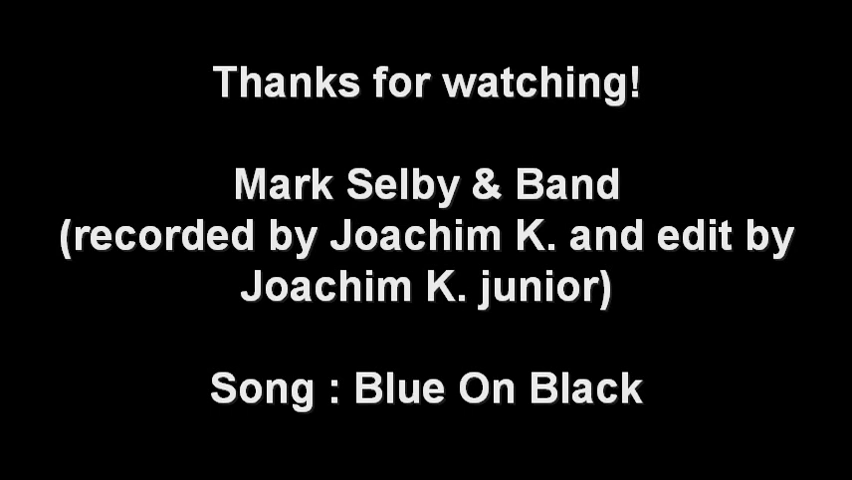 Thanks for watching!
Mark Selby & Band
(recorded by Joachim K. and edit by
Joachim K. junior)
Song : Blue On Black